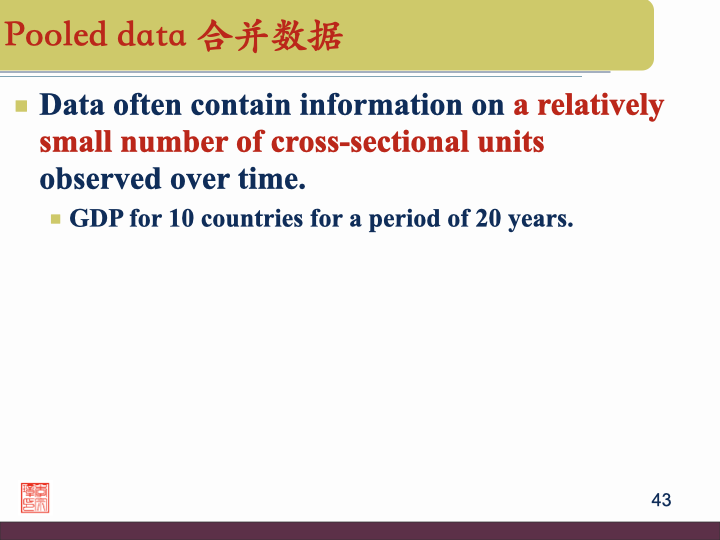 Pooled data 合并数据
Data often contain information on a relatively
small number of cross-sectional units
observed over time.
GDP for 10 countries for a period of 20 years.
43